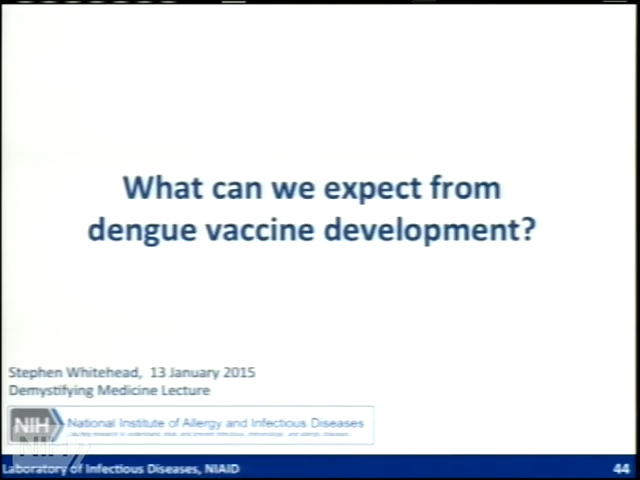 What can we expect from
dengue vaccine development?
Stephen Whitehead, 13 January 2015
Demystifying Medicine Lecture
NIH National Institute of Allergy and Infectious Diseases
NIH
Laboratory of Infectious Diseases, NIAID 44